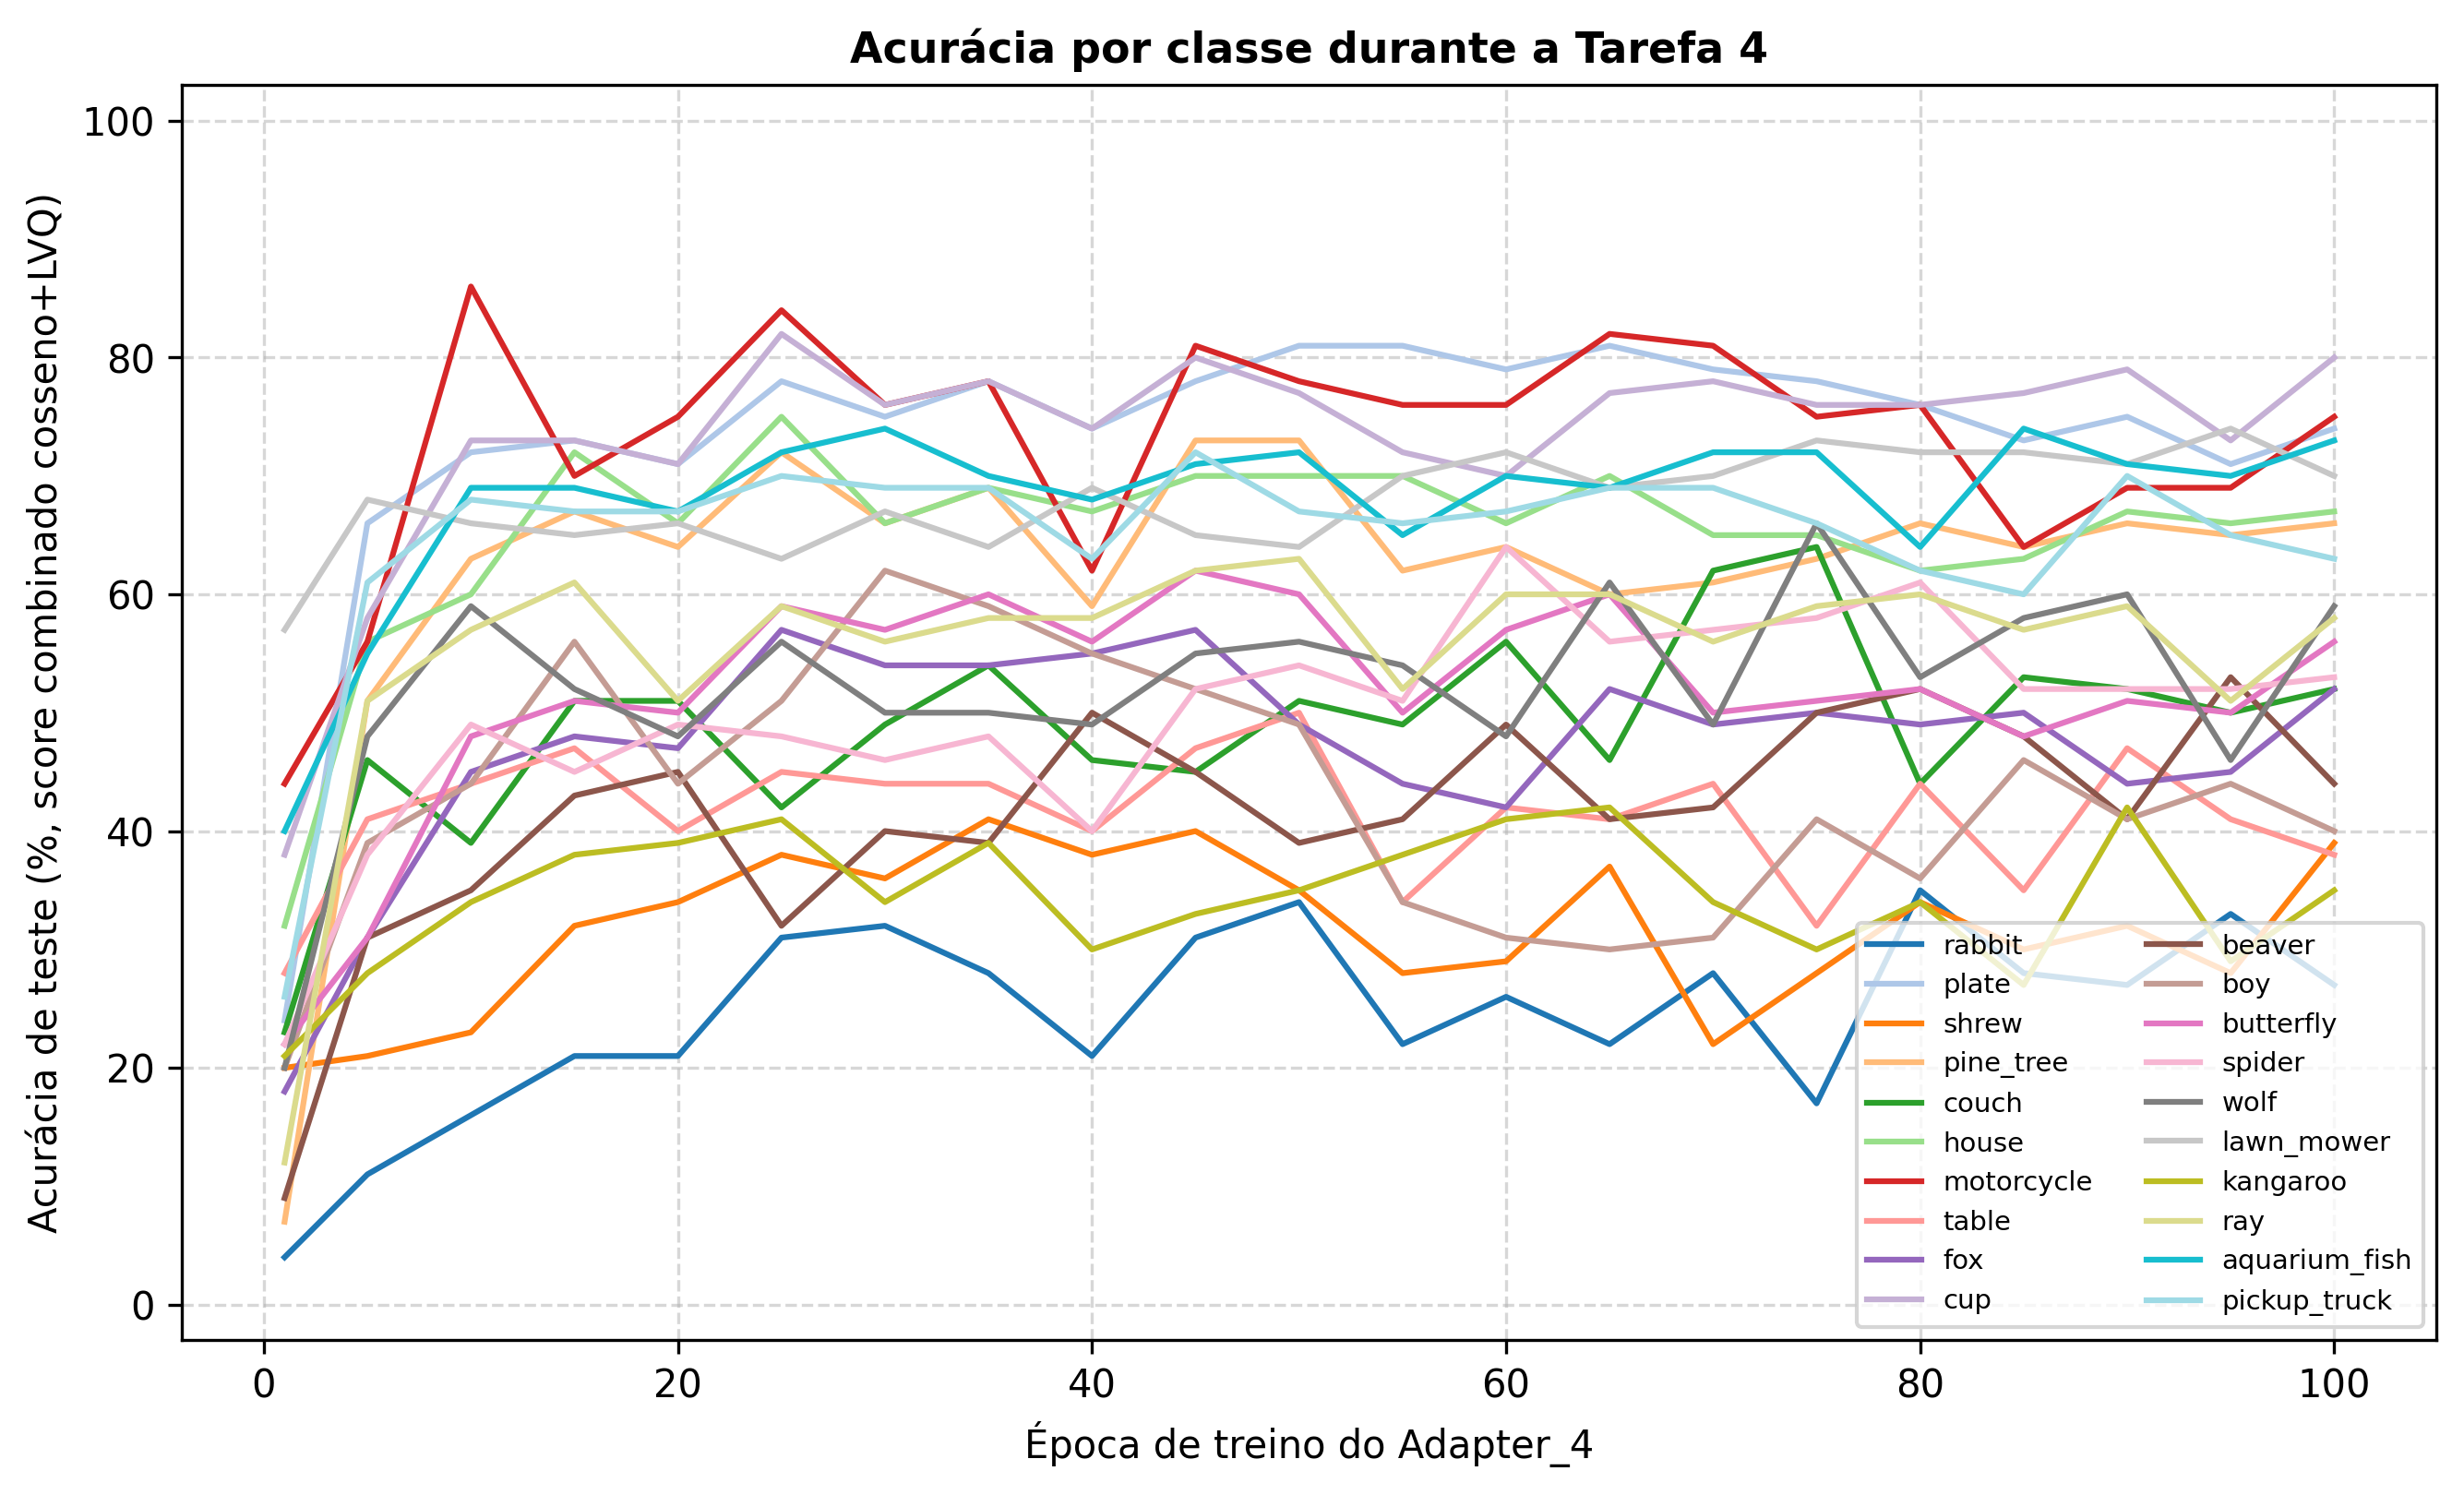 Acurácia por classe durante a Tarefa 4
Acurácia de teste (%, score combinado cosseno+LVQ)
100
80
60
40
20
0
0
20
40
60
80
100
Época de treino do Adapter_4
rabbit
plate
shrew
pine_tree
couch
house
motorcycle
table
fox
cup
beaver
boy
butterfly
spider
wolf
lawn_mower
kangaroo
ray
aquarium_fish
pickup_truck